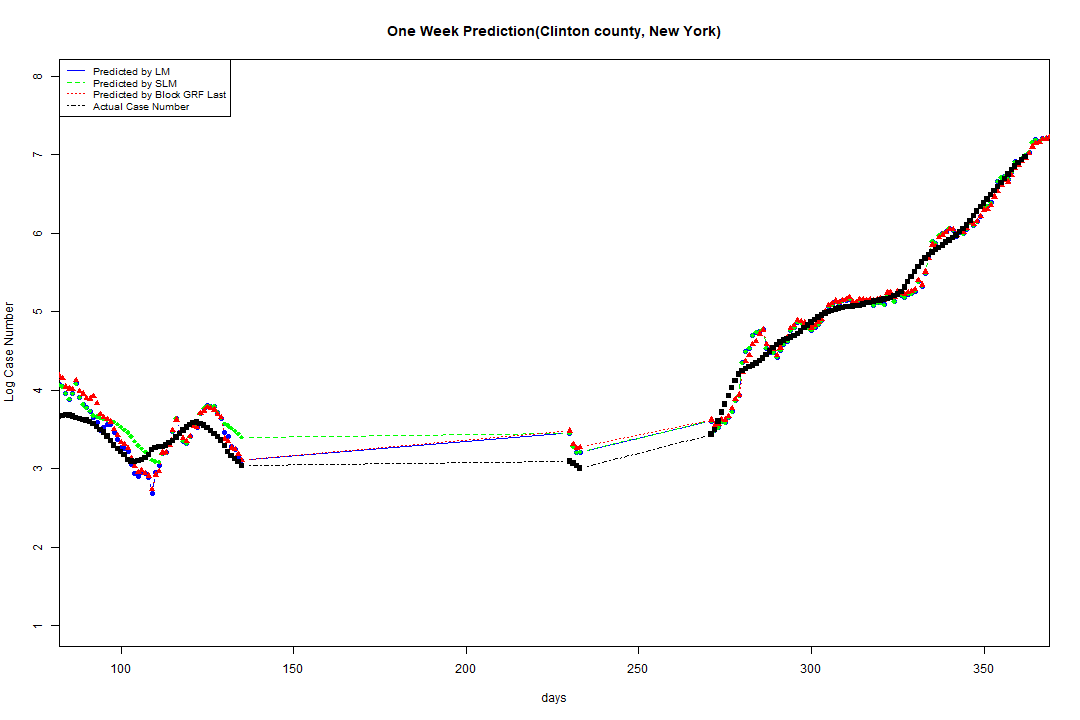 One Week Prediction(Clinton county, New York)
Predicted by LM
Predicted by SLM
Predicted by Block GRF Last
Actual Case Number
8
7
6
5
4
3
2
1
Log Case Number
100 150 200 250 300 350
days